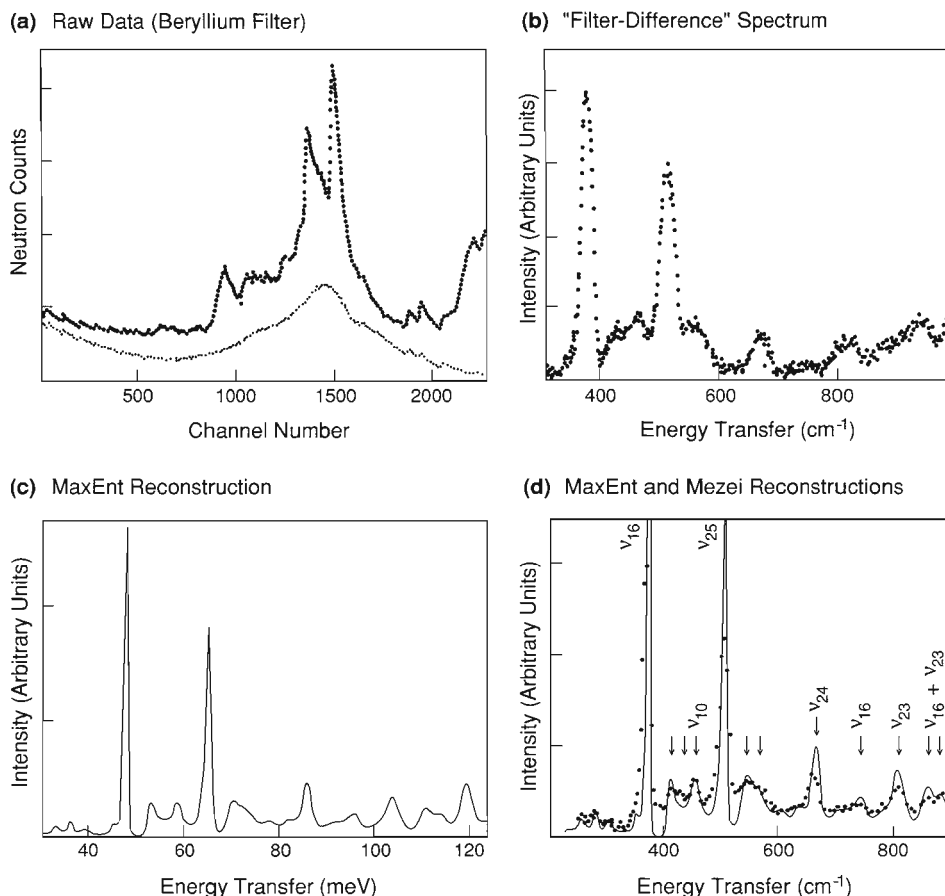 (a) Raw Data (Beryllium Filter)
Neutron Counts
500 1000 1500 2000
Channel Number
(b) "Filter-Difference" Spectrum
Intensity (Arbitrary Units)
400 600 800
Energy Transfer (cm⁻¹)
(c) MaxEnt Reconstruction
Intensity (Arbitrary Units)
40 60 80 100 120
Energy Transfer (meV)
(d) MaxEnt and Mezei Reconstructions
Intensity (Arbitrary Units)
ν₁₆
ν₂₅
ν₁₀
ν₂₄
ν₁₆
ν₂₃
ν₁₆ + ν₂₃
400 600 800
Energy Transfer (cm⁻¹)